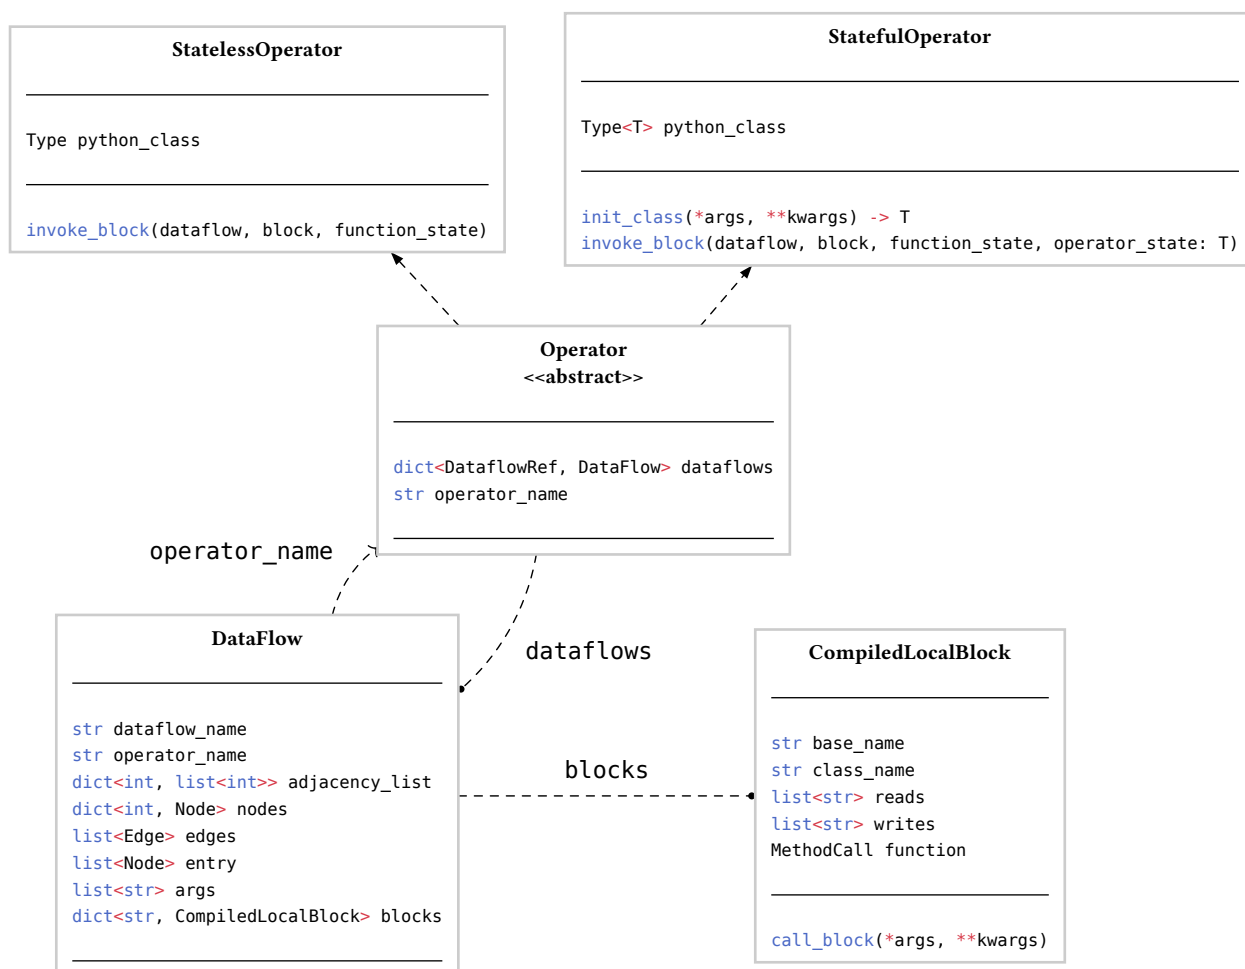 StatelessOperator
Type python_class
invoke_block(dataflow, block, function_state)
StatefulOperator
Type<T> python_class
init_class(*args, **kwargs) -> T
invoke_block(dataflow, block, function_state, operator_state: T)
Operator
<<abstract>>
dict<DataflowRef, DataFlow> dataflows
str operator_name
operator_name
dataflows
DataFlow
str dataflow_name
str operator_name
dict<int, list<int>> adjacency_list
dict<int, Node> nodes
list<Edge> edges
list<Node> entry
list<str> args
dict<str, CompiledLocalBlock> blocks
blocks
CompiledLocalBlock
str base_name
str class_name
list<str> reads
list<str> writes
MethodCall function
call_block(*args, **kwargs)